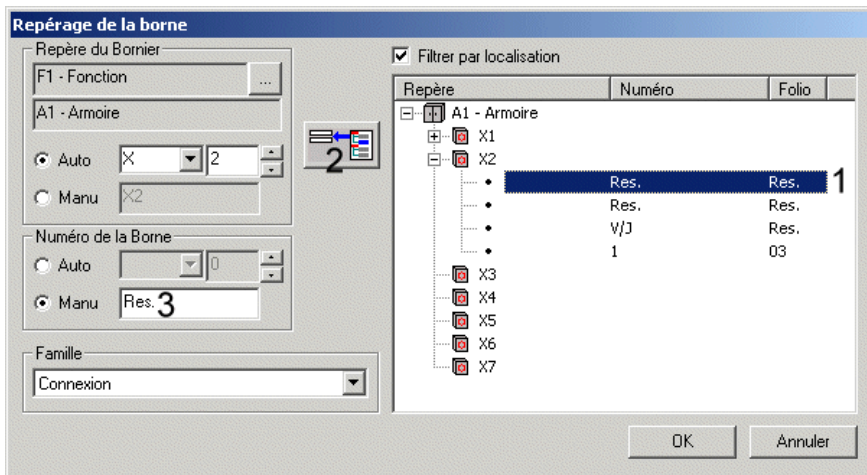 Repérage de la borne
Repère du Bornier
F1 - Fonction
...
A1 - Armoire
Auto
X
2
Manu
X2
Numéro de la Borne
Auto
0
Manu
Res.
3
Famille
Connexion
2
Filtrer par localisation
Repère Numéro Folio
A1 - Armoire
X1
X2
Res. Res. 1
Res. Res.
V/J Res.
1 03
X3
X4
X5
X6
X7
OK Annuler